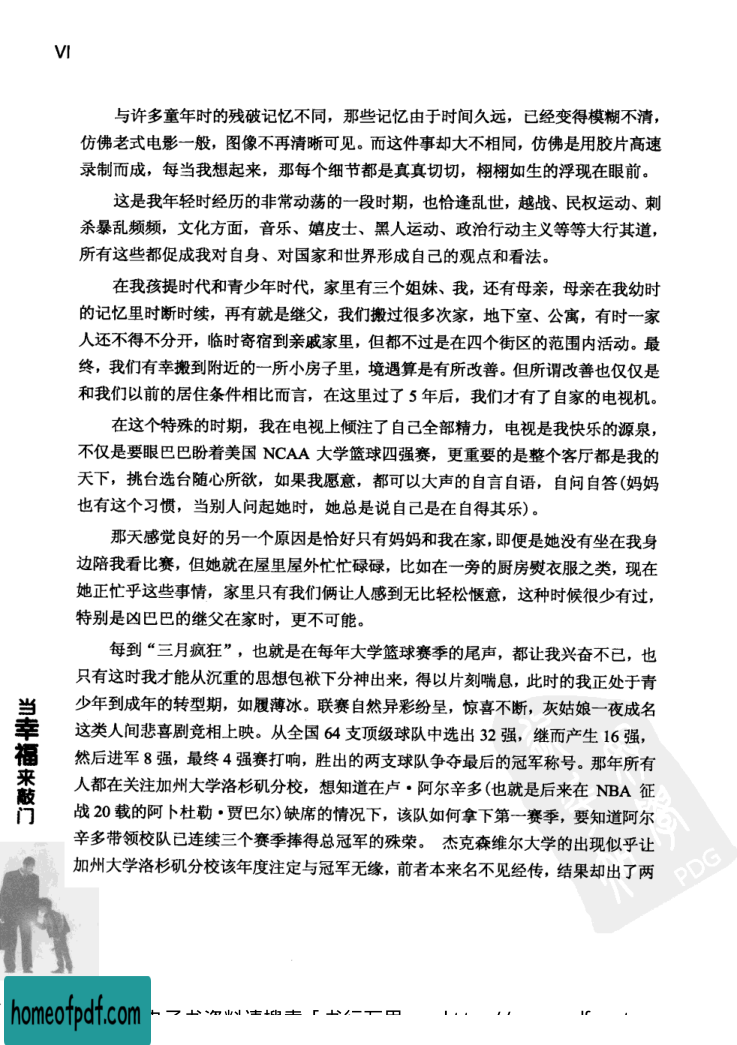 VI
与许多童年时的残破记忆不同，那些记忆由于时间久远，已经变得模糊不清，
仿佛老式电影一般，图像不再清晰可见。而这件事却大不相同，仿佛是用胶片高速
录制而成，每当我想起来，那每个细节都是真真切切，栩栩如生的浮现在眼前。
这是我年轻时经历的非常动荡的一段时期，也恰逢乱世，越战、民权运动、刺
杀暴乱频频，文化方面，音乐、嬉皮士、黑人运动、政治行动主义等等大行其道，
所有这些都促成我对自身、对国家和世界形成自己的观点和看法。
在我孩提时代和青少年时代，家里有三个姐妹、我，还有母亲，母亲在我幼时
的记忆里时断时续，再有就是继父，我们搬过很多次家，地下室、公寓，有时一家
人还不得不分开，临时寄宿到亲戚家里，但都不过是在四个街区的范围内活动。最
终，我们有幸搬到附近的一所小房子里，境遇算是有所改善。但所谓改善也仅仅是
和我们以前的居住条件相比而言，在这里过了 5 年后，我们才有了自家的电视机。
在这个特殊的时期，我在电视上倾注了自己全部精力，电视是我快乐的源泉，
不仅是要眼巴巴盼着美国 NCAA 大学篮球四强赛，更重要的是整个客厅都是我的
天下，挑台选台随心所欲，如果我愿意，都可以大声的自言自语，自问自答(妈妈
也有这个习惯，当别人问起她时，她总是说自己是在自得其乐)。
那天感觉良好的另一个原因是恰好只有妈妈和我在家，即便是她没有坐在我身
边陪我看比赛，但她就在屋里屋外忙忙碌碌，比如在一旁的厨房熨衣服之类，现在
她正忙乎这些事情，家里只有我们俩让人感到无比轻松惬意，这种时候很少有过，
特别是凶巴巴的继父在家时，更不可能。
每到“三月疯狂”，也就是在每年大学篮球赛季的尾声，都让我兴奋不已，也
只有这时我才能从沉重的思想包袱下分神出来，得以片刻喘息，此时的我正处于青
少年到成年的转型期，如履薄冰。联赛自然异彩纷呈，惊喜不断，灰姑娘一夜成名
这类人间悲喜剧竞相上映。从全国 64 支顶级球队中选出 32 强，继而产生 16 强，
然后进军 8 强，最终 4 强赛打响，胜出的两支球队争夺最后的冠军称号。那年所有
人都在关注加州大学洛杉矶分校，想知道在卢·阿尔辛多(也就是后来在 NBA 征
战 20 载的阿卜杜勒·贾巴尔)缺席的情况下，该队如何拿下第一赛季，要知道阿尔
辛多带领校队已连续三个赛季捧得总冠军的殊荣。 杰克森维尔大学的出现似乎让
加州大学洛杉矶分校该年度注定与冠军无缘，前者本来名不见经传，结果却出了两
当幸福来敲门
PDG
homeofpdf.com